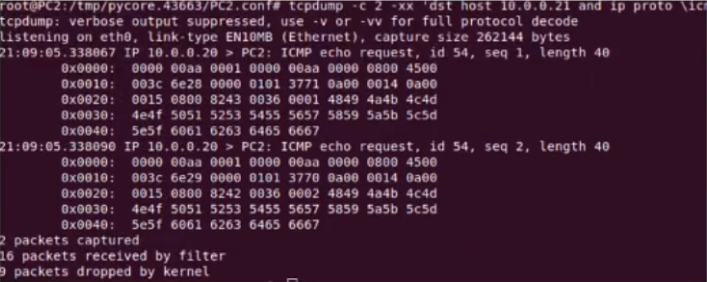 root@PC2:/tmp/pycore.43663/PC2.conf# tcpdump -c 2 -xx 'dst host 10.0.0.21 and ip proto \ic
tcpdump: verbose output suppressed, use -v or -vv for full protocol decode
listening on eth0, link-type EN10MB (Ethernet), capture size 262144 bytes
21:09:05.338067 IP 10.0.0.20 > PC2: ICMP echo request, id 54, seq 1, length 40
0x0000: 0000 00aa 0001 0000 00aa 0000 0800 4500
0x0010: 003c 6e28 0000 0101 3771 0a00 0014 0a00
0x0020: 0015 0800 8243 0036 0001 4849 4a4b 4c4d
0x0030: 4e4f 5051 5253 5455 5657 5859 5a5b 5c5d
0x0040: 5e5f 6061 6263 6465 6667
21:09:05.338090 IP 10.0.0.20 > PC2: ICMP echo request, id 54, seq 2, length 40
0x0000: 0000 00aa 0001 0000 00aa 0000 0800 4500
0x0010: 003c 6e29 0000 0101 3770 0a00 0014 0a00
0x0020: 0015 0800 8242 0036 0002 4849 4a4b 4c4d
0x0030: 4e4f 5051 5253 5455 5657 5859 5a5b 5c5d
0x0040: 5e5f 6061 6263 6465 6667
2 packets captured
16 packets received by filter
9 packets dropped by kernel